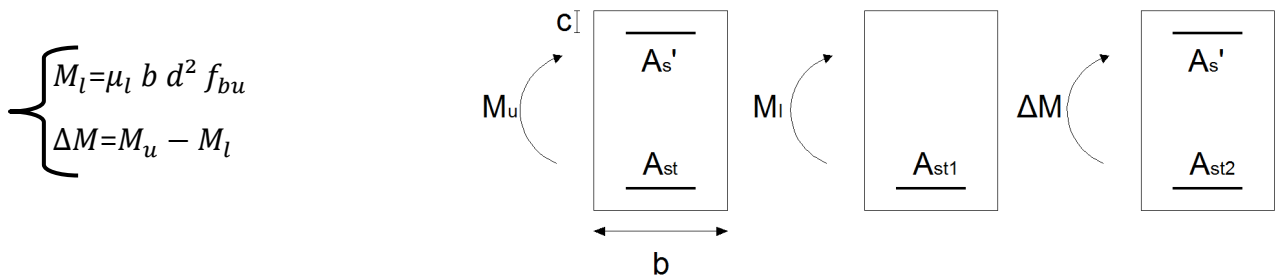 M_l=μ_l b d² f_bu
ΔM=M_u − M_l
c
A_s'
M_u
A_st
b
M_l
A_st1
A_s'
ΔM
A_st2